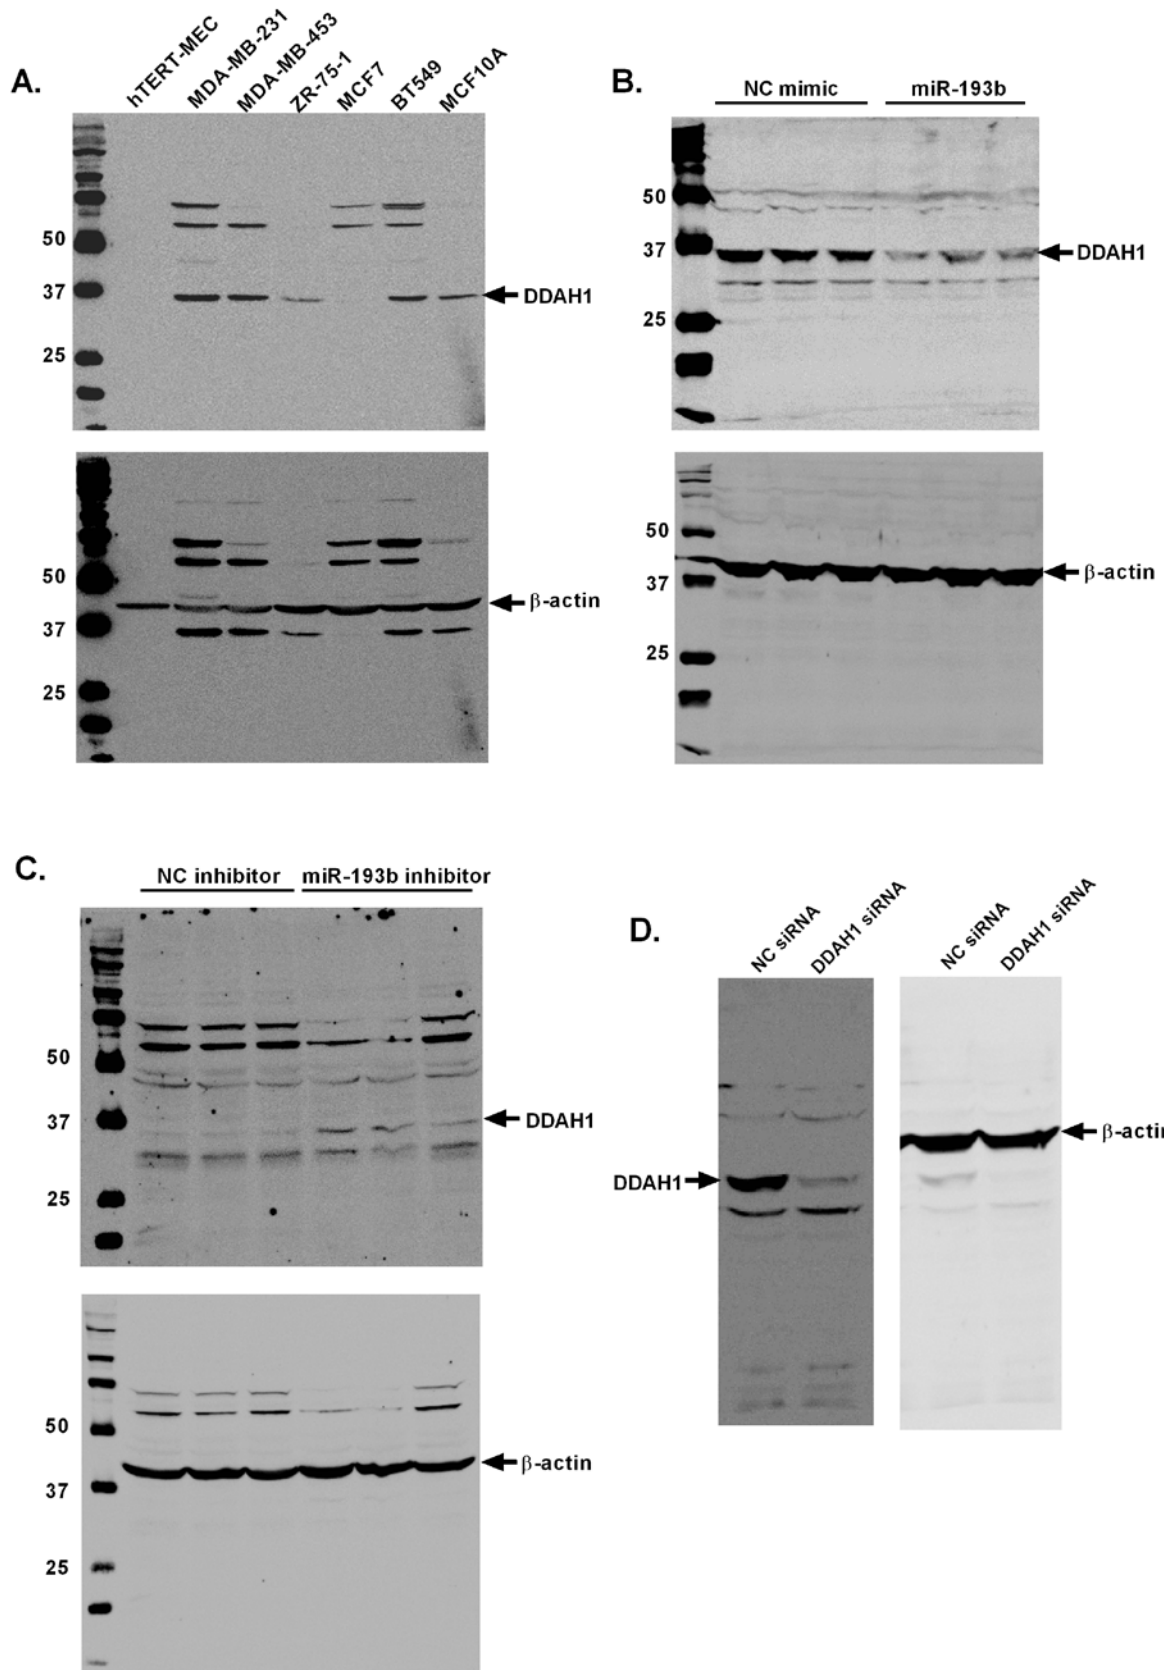 A.
hTERT-MEC
MDA-MB-231
MDA-MB-453
ZR-75-1
MCF7
BT549
MCF10A
50
37
25
DDAH1
50
37
25
β-actin
B.
NC mimic
miR-193b
50
37
25
DDAH1
50
37
25
β-actin
C.
NC inhibitor
miR-193b inhibitor
50
37
25
DDAH1
50
37
25
β-actin
D.
NC siRNA
DDAH1 siRNA
NC siRNA
DDAH1 siRNA
DDAH1
β-actin